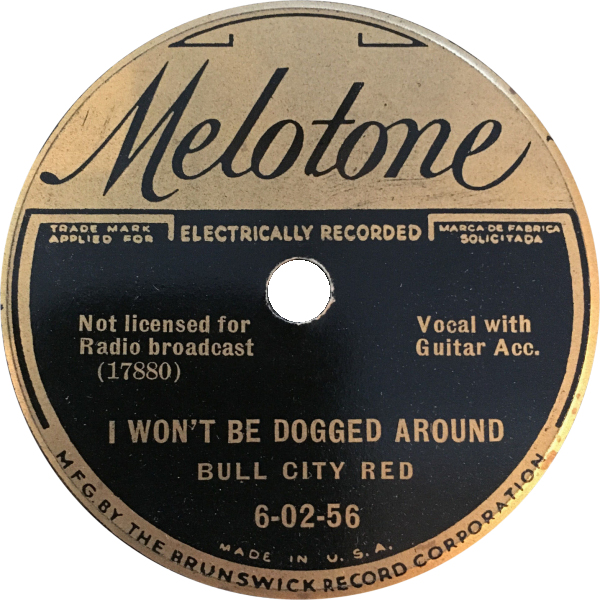 Melotone
TRADE MARK
APPLIED FOR
ELECTRICALLY RECORDED
MARCA DE FABRICA
SOLICITADA
Not licensed for
Radio broadcast
(17880)
Vocal with
Guitar Acc.
I WON'T BE DOGGED AROUND
BULL CITY RED
6-02-56
MADE IN U.S.A.
MFG. BY THE BRUNSWICK RECORD CORPORATION